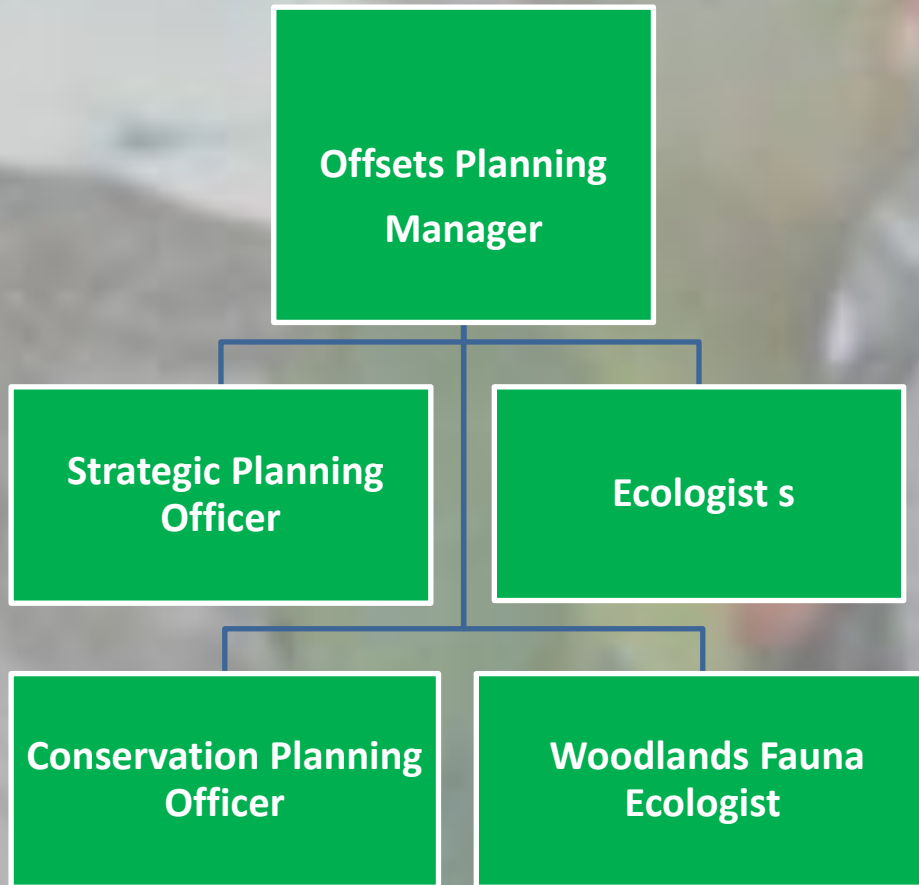 Offsets Planning
Manager
Strategic Planning
Officer
Ecologist s
Conservation Planning
Officer
Woodlands Fauna
Ecologist